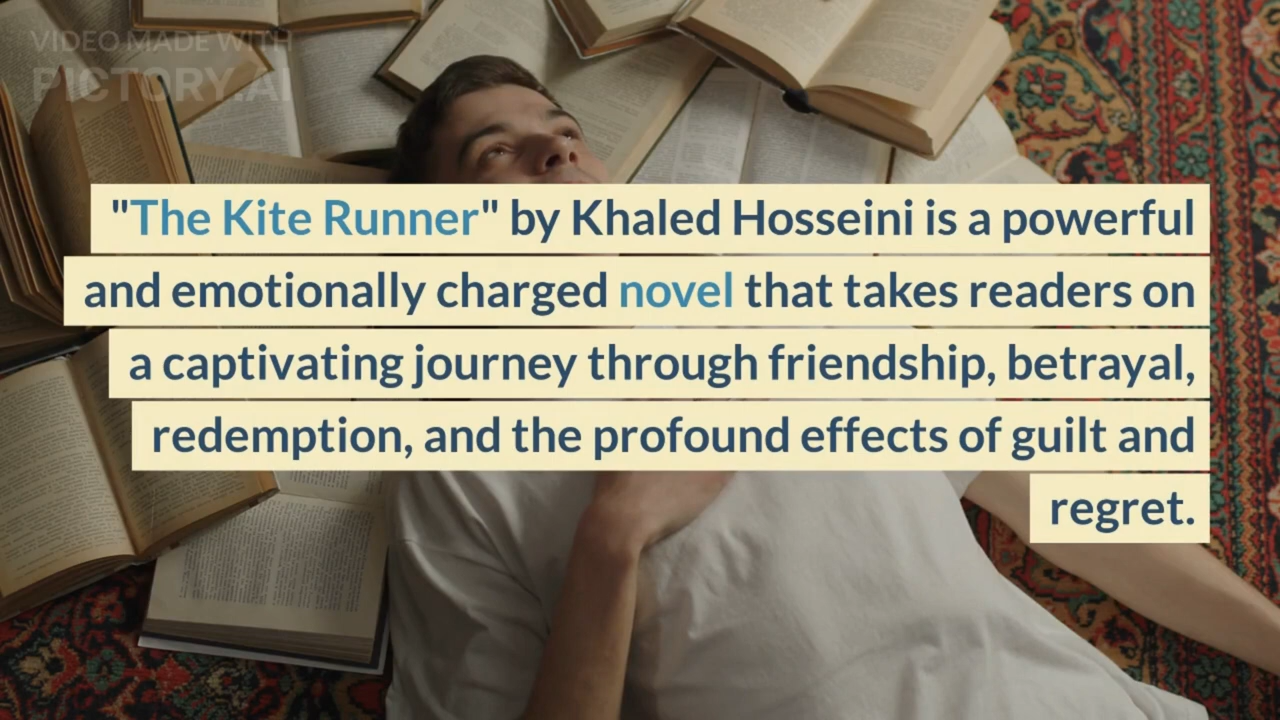 VIDEO MADE WITH
PICTORY.AI
"The Kite Runner" by Khaled Hosseini is a powerful
and emotionally charged novel that takes readers on
a captivating journey through friendship, betrayal,
redemption, and the profound effects of guilt and
regret.